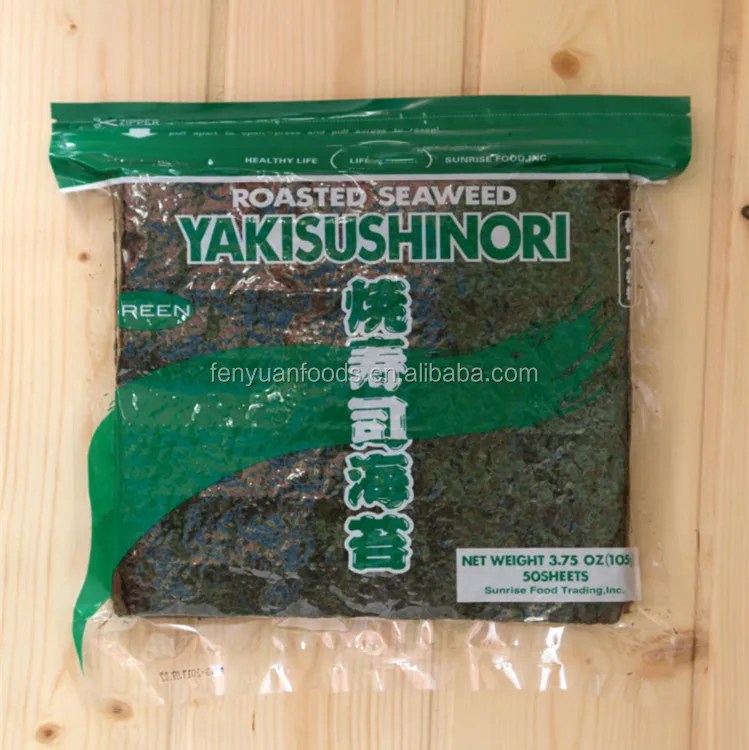 ZIPPER
HEALTHY LIFE LIFE SUNRISE FOOD,INC
ROASTED SEAWEED
YAKISUSHINORI
REEN
焼寿司海苔
fenyuanfoods.en.alibaba.com
NET WEIGHT 3.75 OZ(105
50SHEETS
Sunrise Food Trading,Inc.